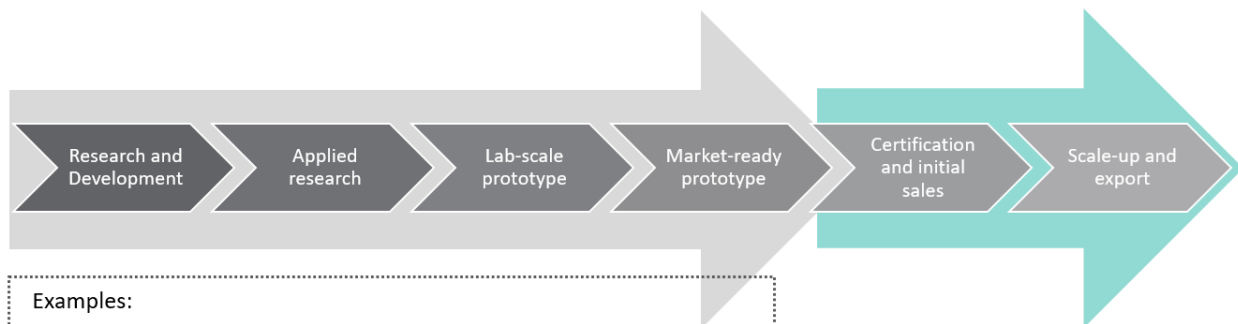 Research and
Development
Applied
research
Lab-scale
prototype
Market-ready
prototype
Certification
and initial
sales
Scale-up and
export
Examples: